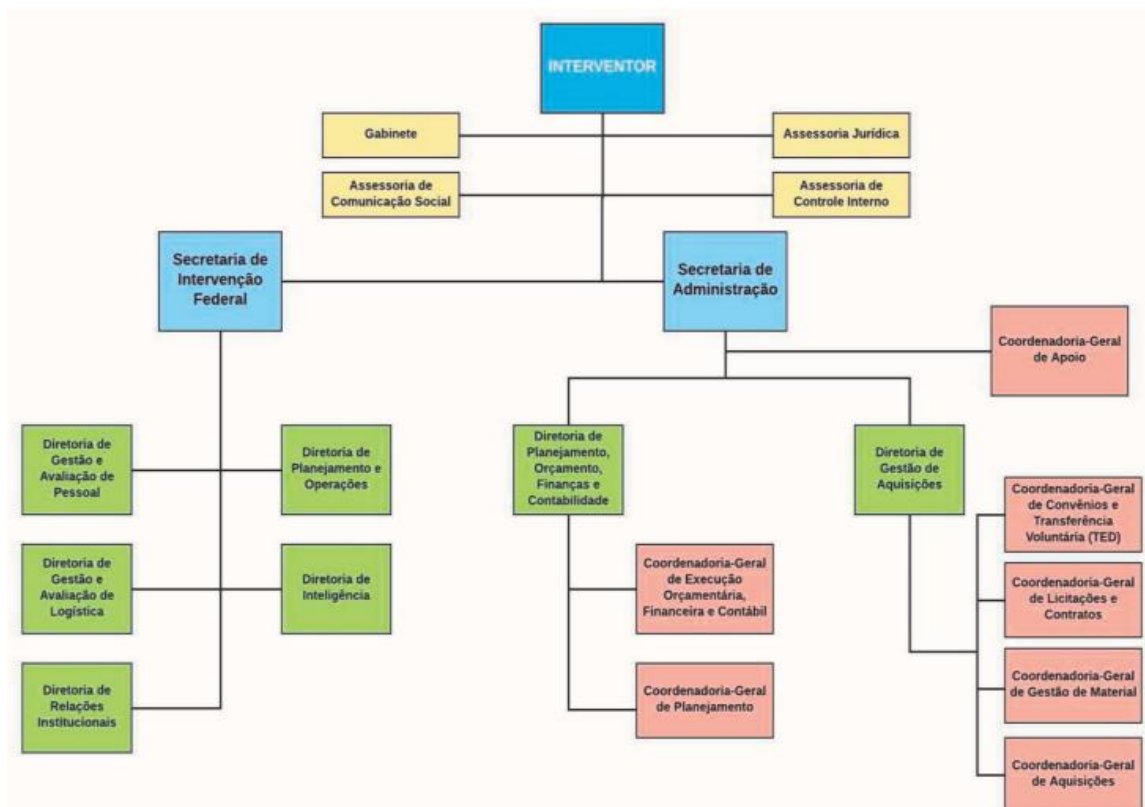 INTERVENTOR
Gabinete
Assessoria Jurídica
Assessoria de
Comunicação Social
Assessoria de
Controle Interno
Secretaria de
Intervenção
Federal
Secretaria de
Administração
Coordenadoria-Geral
de Apoio
Diretoria de
Gestão e
Avaliação de
Pessoal
Diretoria de
Planejamento e
Operações
Diretoria de
Planejamento,
Orçamento,
Finanças e
Contabilidade
Diretoria de
Gestão de
Aquisições
Coordenadoria-Geral
de Convênios e
Transferência
Voluntária (TED)
Diretoria de
Gestão e
Avaliação de
Logística
Diretoria de
Inteligência
Coordenadoria-Geral
de Execução
Orçamentária,
Financeira e Contábil
Coordenadoria-Geral
de Licitações e
Contratos
Diretoria de
Relações
Institucionais
Coordenadoria-Geral
de Planejamento
Coordenadoria-Geral
de Gestão de Material
Coordenadoria-Geral
de Aquisições